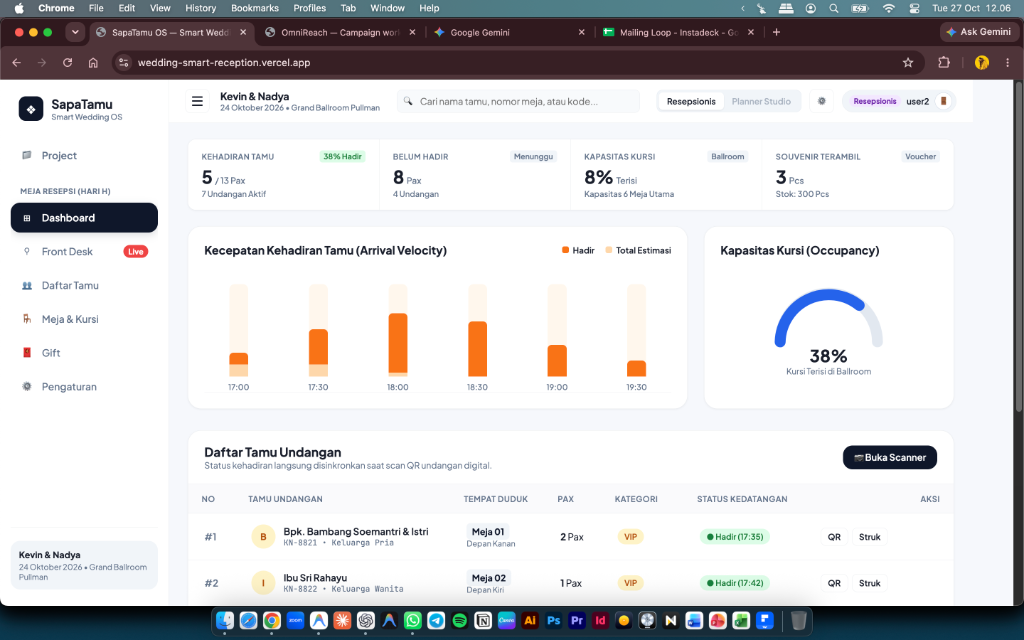 Chrome File Edit View History Bookmarks Profiles Tab Window Help Tue 27 Oct 12.06
SapaTamu OS — Smart Wedd
OmniReach — Campaign wor
Google Gemini
Mailing Loop - Instadeck - Go
Ask Gemini
wedding-smart-reception.vercel.app
SapaTamu
Smart Wedding OS
Kevin & Nadya
24 Oktober 2026 • Grand Ballroom Pullman
Cari nama tamu, nomor meja, atau kode...
Resepsionis
Planner Studio
Resepsionis user2
Project
MEJA RESEPSI (HARI H)
Dashboard
Front Desk Live
Daftar Tamu
Meja & Kursi
Gift
Pengaturan
Kevin & Nadya
24 Oktober 2026 • Grand Ballroom
Pullman
KEHADIRAN TAMU 38% Hadir
5 / 13 Pax
7 Undangan Aktif
BELUM HADIR Menunggu
8 Pax
4 Undangan
KAPASITAS KURSI Ballroom
8% Terisi
Kapasitas 6 Meja Utama
SOUVENIR TERAMBIL Voucher
3 Pcs
Stok: 300 Pcs
Kecepatan Kehadiran Tamu (Arrival Velocity)
Hadir Total Estimasi
17:00 17:30 18:00 18:30 19:00 19:30
Kapasitas Kursi (Occupancy)
38%
Kursi Terisi di Ballroom
Daftar Tamu Undangan
Status kehadiran langsung disinkronkan saat scan QR undangan digital.
Buka Scanner
NO TAMU UNDANGAN TEMPAT DUDUK PAX KATEGORI STATUS KEDATANGAN AKSI
#1 B Bpk. Bambang Soemantri & Istri Meja 01 2 Pax VIP Hadir (17:35) QR Struk
KN-8821 • Keluarga Pria Depan Kanan
#2 I Ibu Sri Rahayu Meja 02 1 Pax VIP Hadir (17:42) QR Struk
KN-8822 • Keluarga Wanita Depan Kiri
zoom Canva Ai Ps Pr Id